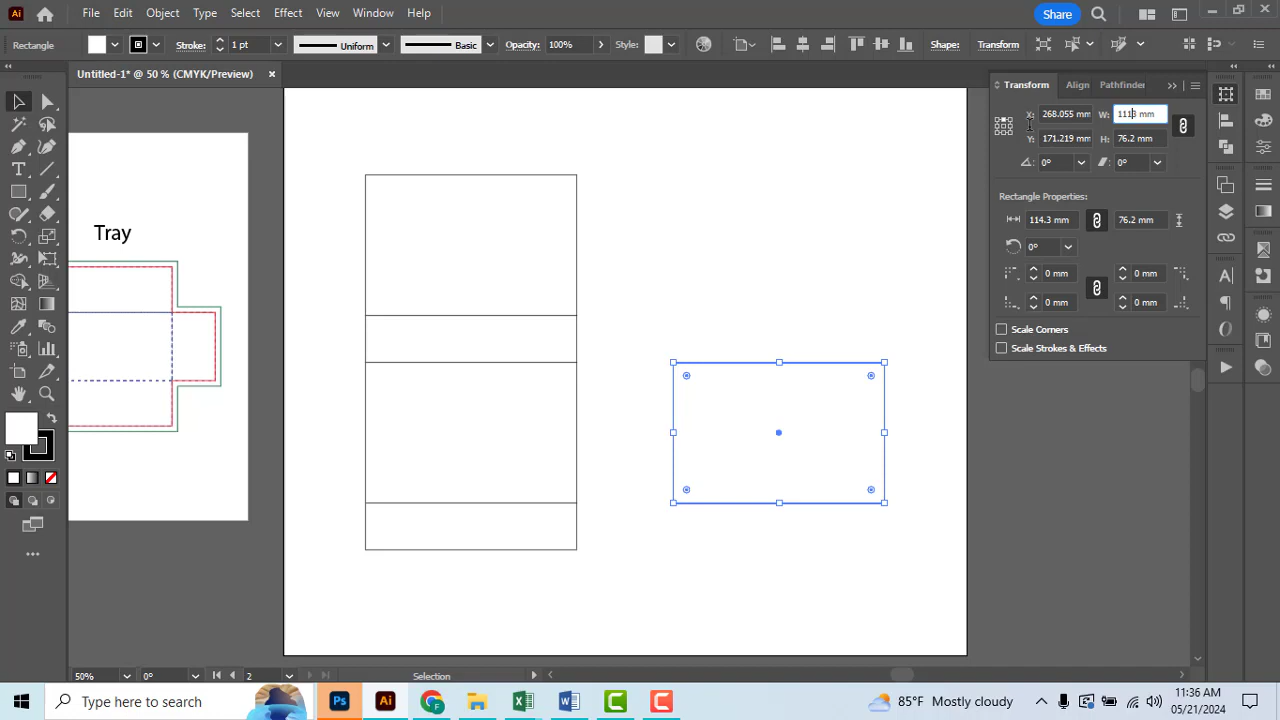 File Edit Object Type Select Effect View Window Help Share
Rectangle Stroke: 1 pt Uniform Basic Opacity: 100% Style: Shape: Transform
Untitled-1* @ 50 % (CMYK/Preview)
Transform Align Pathfinder
X: 268.055 mm W: 1113 mm
Y: 171.219 mm H: 76.2 mm
0° 0°
Rectangle Properties:
114.3 mm 76.2 mm
0°
0 mm 0 mm
0 mm 0 mm
Scale Corners
Scale Strokes & Effects
Tray
50% 0° 2 Selection
Type here to search
85°F Mostly cloudy
11:36 AM
05/21/2024